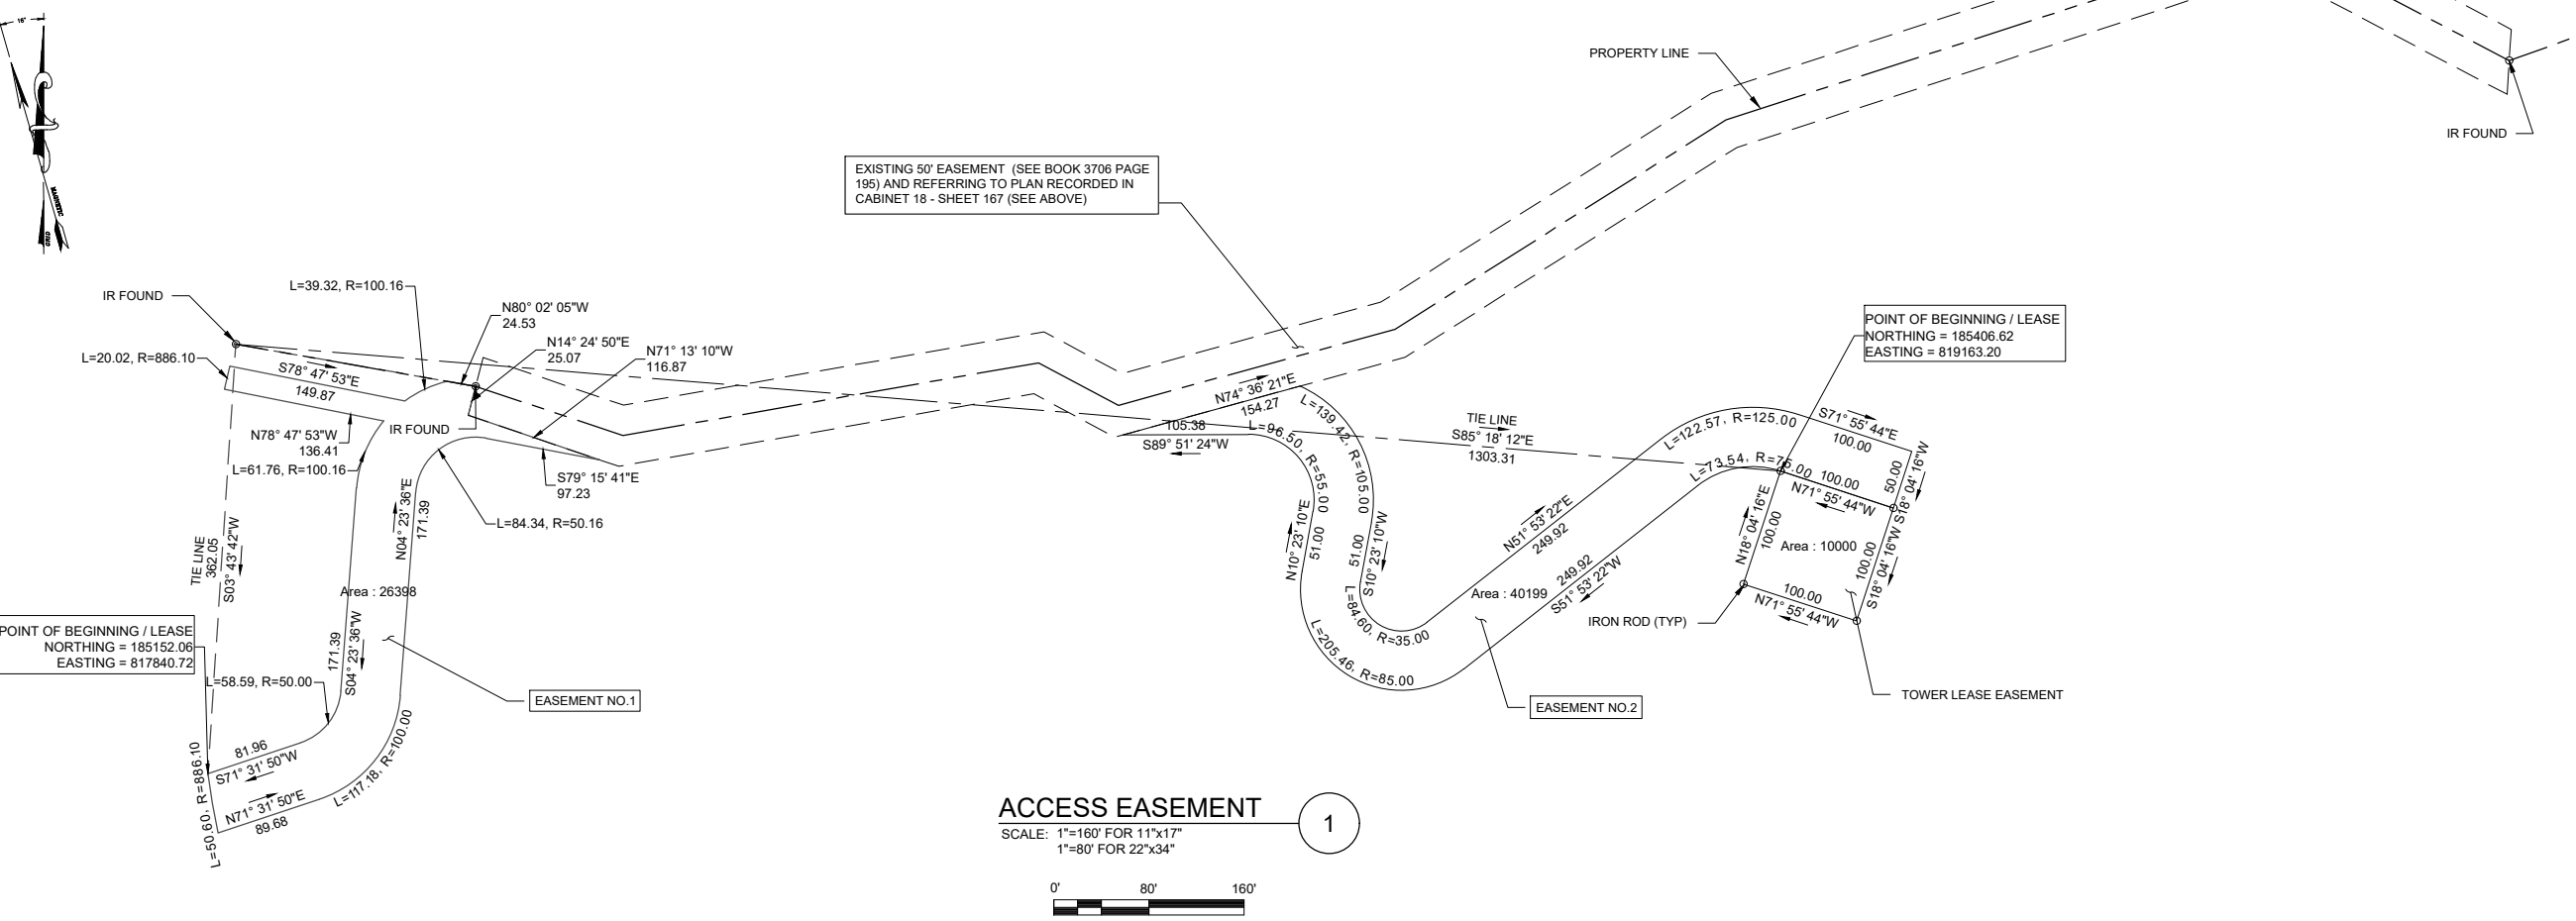 16°
MAGNETIC
GRID
PROPERTY LINE
IR FOUND
EXISTING 50' EASEMENT (SEE BOOK 3706 PAGE
195) AND REFERRING TO PLAN RECORDED IN
CABINET 18 - SHEET 167 (SEE ABOVE)
IR FOUND
L=39.32, R=100.16
N80° 02' 05"W
24.53
N14° 24' 50"E
25.07
N71° 13' 10"W
116.87
L=20.02, R=886.10
S78° 47' 53"E
149.87
N78° 47' 53"W
136.41
IR FOUND
L=61.76, R=100.16
S79° 15' 41"E
97.23
L=84.34, R=50.16
TIE LINE
362.05
S03° 43' 42"W
N04° 23' 36"E
171.39
Area : 26398
171.39
S04° 23' 36"W
POINT OF BEGINNING / LEASE
NORTHING = 185152.06
EASTING = 817840.72
L=58.59, R=50.00
EASEMENT NO.1
81.96
S71° 31' 50"W
L=50.60, R=886.10
N71° 31' 50"E
89.68
L=117.18, R=100.00
N74° 36' 21"E
154.27
105.38
S89° 51' 24"W
L=139.42, R=105.00
L=96.50, R=55.00
N10° 23' 10"E
51.00
51.00
S10° 23' 10"W
L=84.60, R=35.00
L=205.46, R=85.00
TIE LINE
S85° 18' 12"E
1303.31
N51° 53' 22"E
249.92
249.92
S51° 53' 22"W
Area : 40199
EASEMENT NO.2
L=122.57, R=125.00
L=73.54, R=75.00
POINT OF BEGINNING / LEASE
NORTHING = 185406.62
EASTING = 819163.20
S71° 55' 44"E
100.00
50.00
S18° 04' 16"W
100.00
N71° 55' 44"W
N18° 04' 16"E
100.00
Area : 10000
100.00
S18° 04' 16"W
100.00
N71° 55' 44"W
IRON ROD (TYP)
TOWER LEASE EASEMENT
ACCESS EASEMENT
1
SCALE: 1"=160' FOR 11"x17"
1"=80' FOR 22"x34"
0' 80' 160'